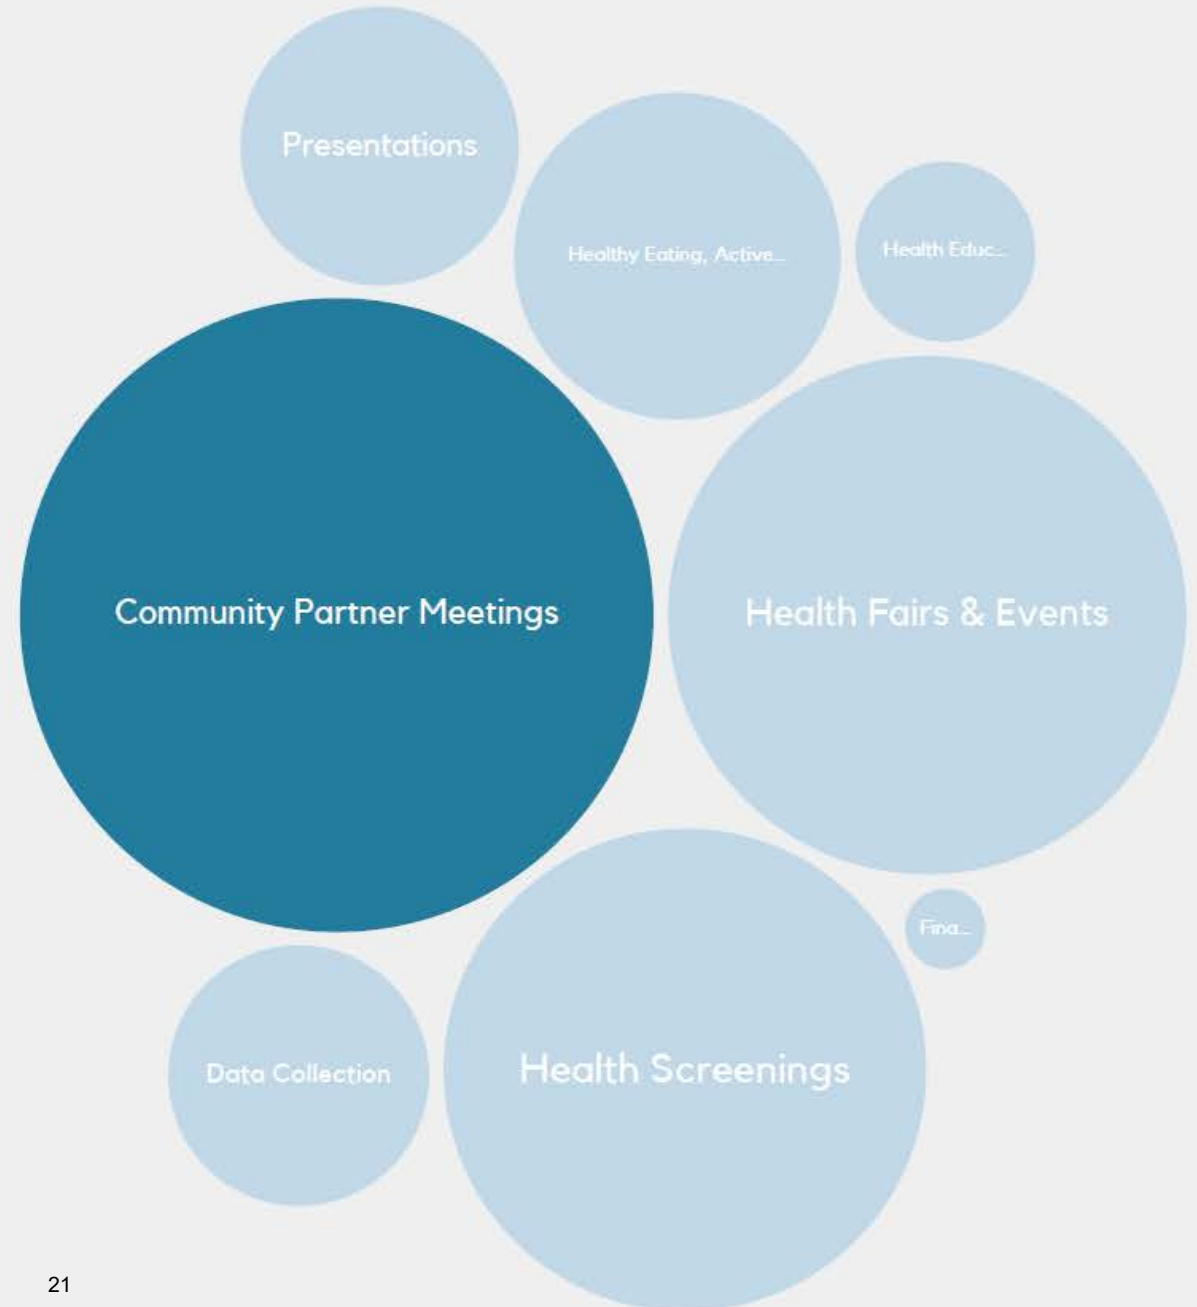 Presentations
Healthy Eating, Active...
Health Educ...
Community Partner Meetings
Health Fairs & Events
Fina...
Data Collection
Health Screenings
21